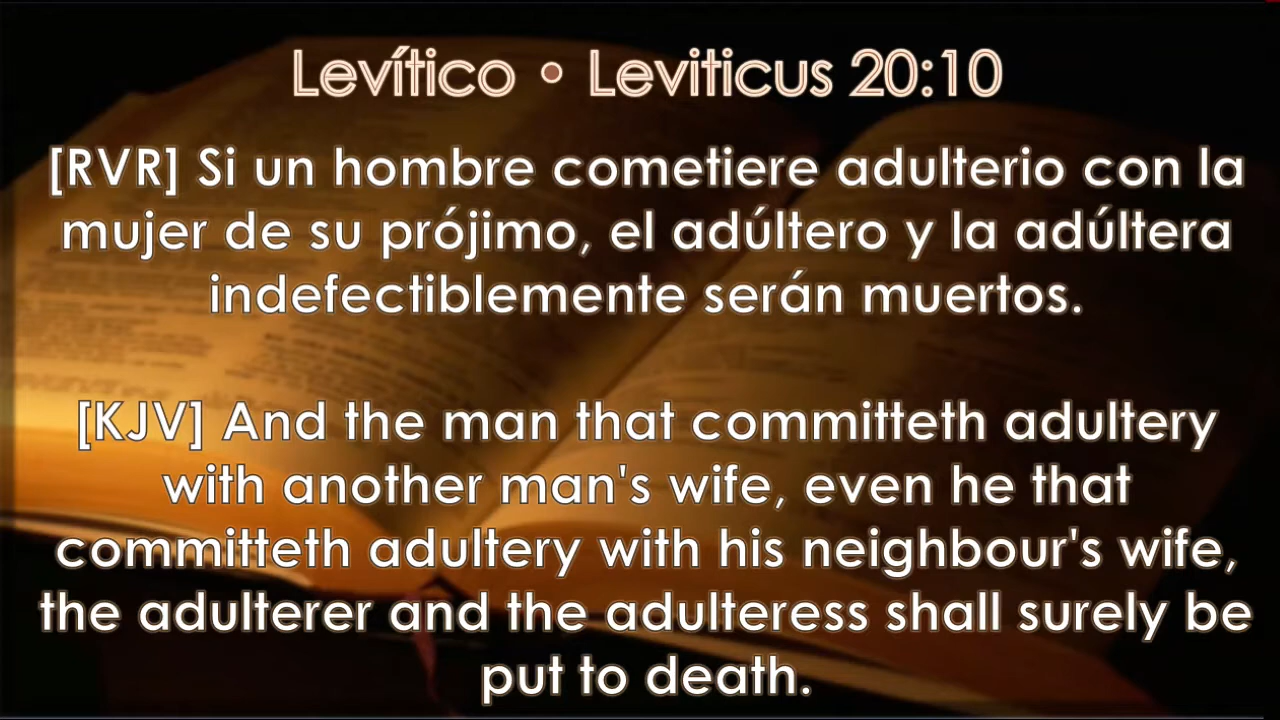 Levítico • Leviticus 20:10
[RVR] Si un hombre cometiere adulterio con la
mujer de su prójimo, el adúltero y la adúltera
indefectiblemente serán muertos.
[KJV] And the man that committeth adultery
with another man's wife, even he that
committeth adultery with his neighbour's wife,
the adulterer and the adulteress shall surely be
put to death.